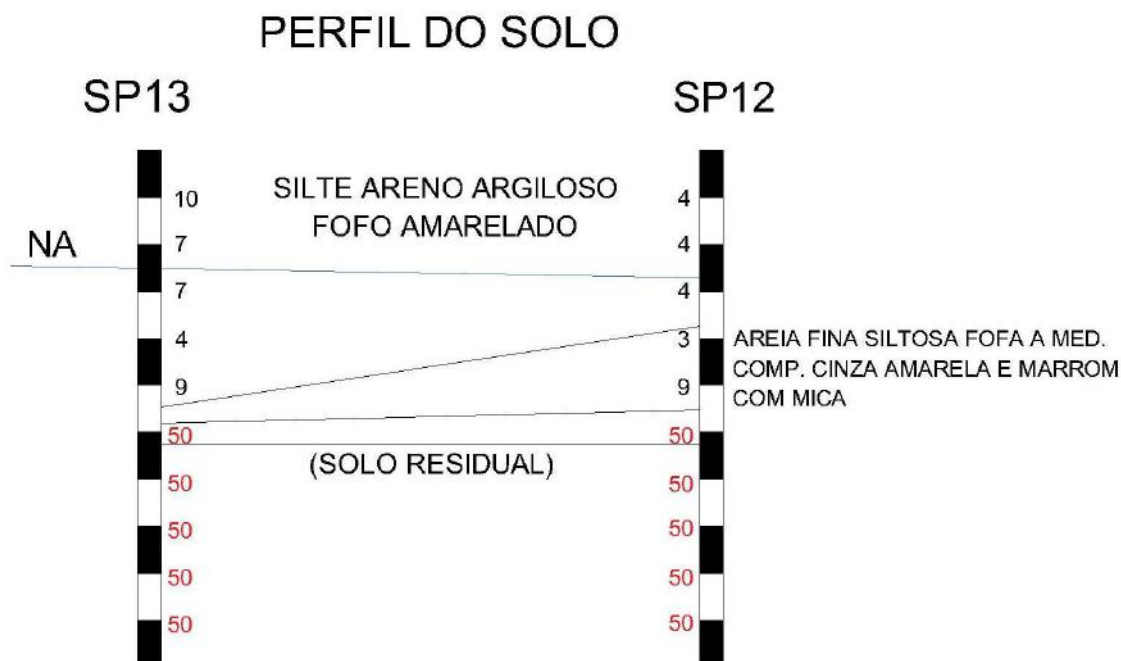 PERFIL DO SOLO
SP13
SP12
SILTE ARENO ARGILOSO
FOFO AMARELADO
NA
10
7
7
4
9
50
50
50
50
50
4
4
4
3
9
50
50
50
50
50
AREIA FINA SILTOSA FOFA A MED.
COMP. CINZA AMARELA E MARROM
COM MICA
(SOLO RESIDUAL)